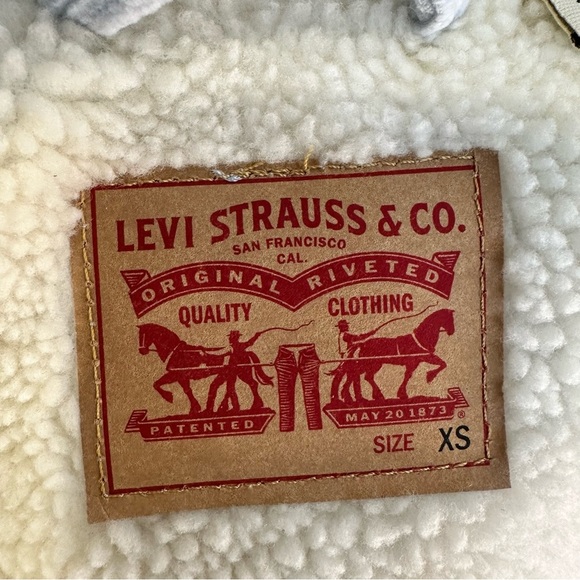 LEVI STRAUSS & CO.
SAN FRANCISCO
CAL.
ORIGINAL RIVETED
QUALITY CLOTHING
PATENTED MAY 20 1873 ®
SIZE XS